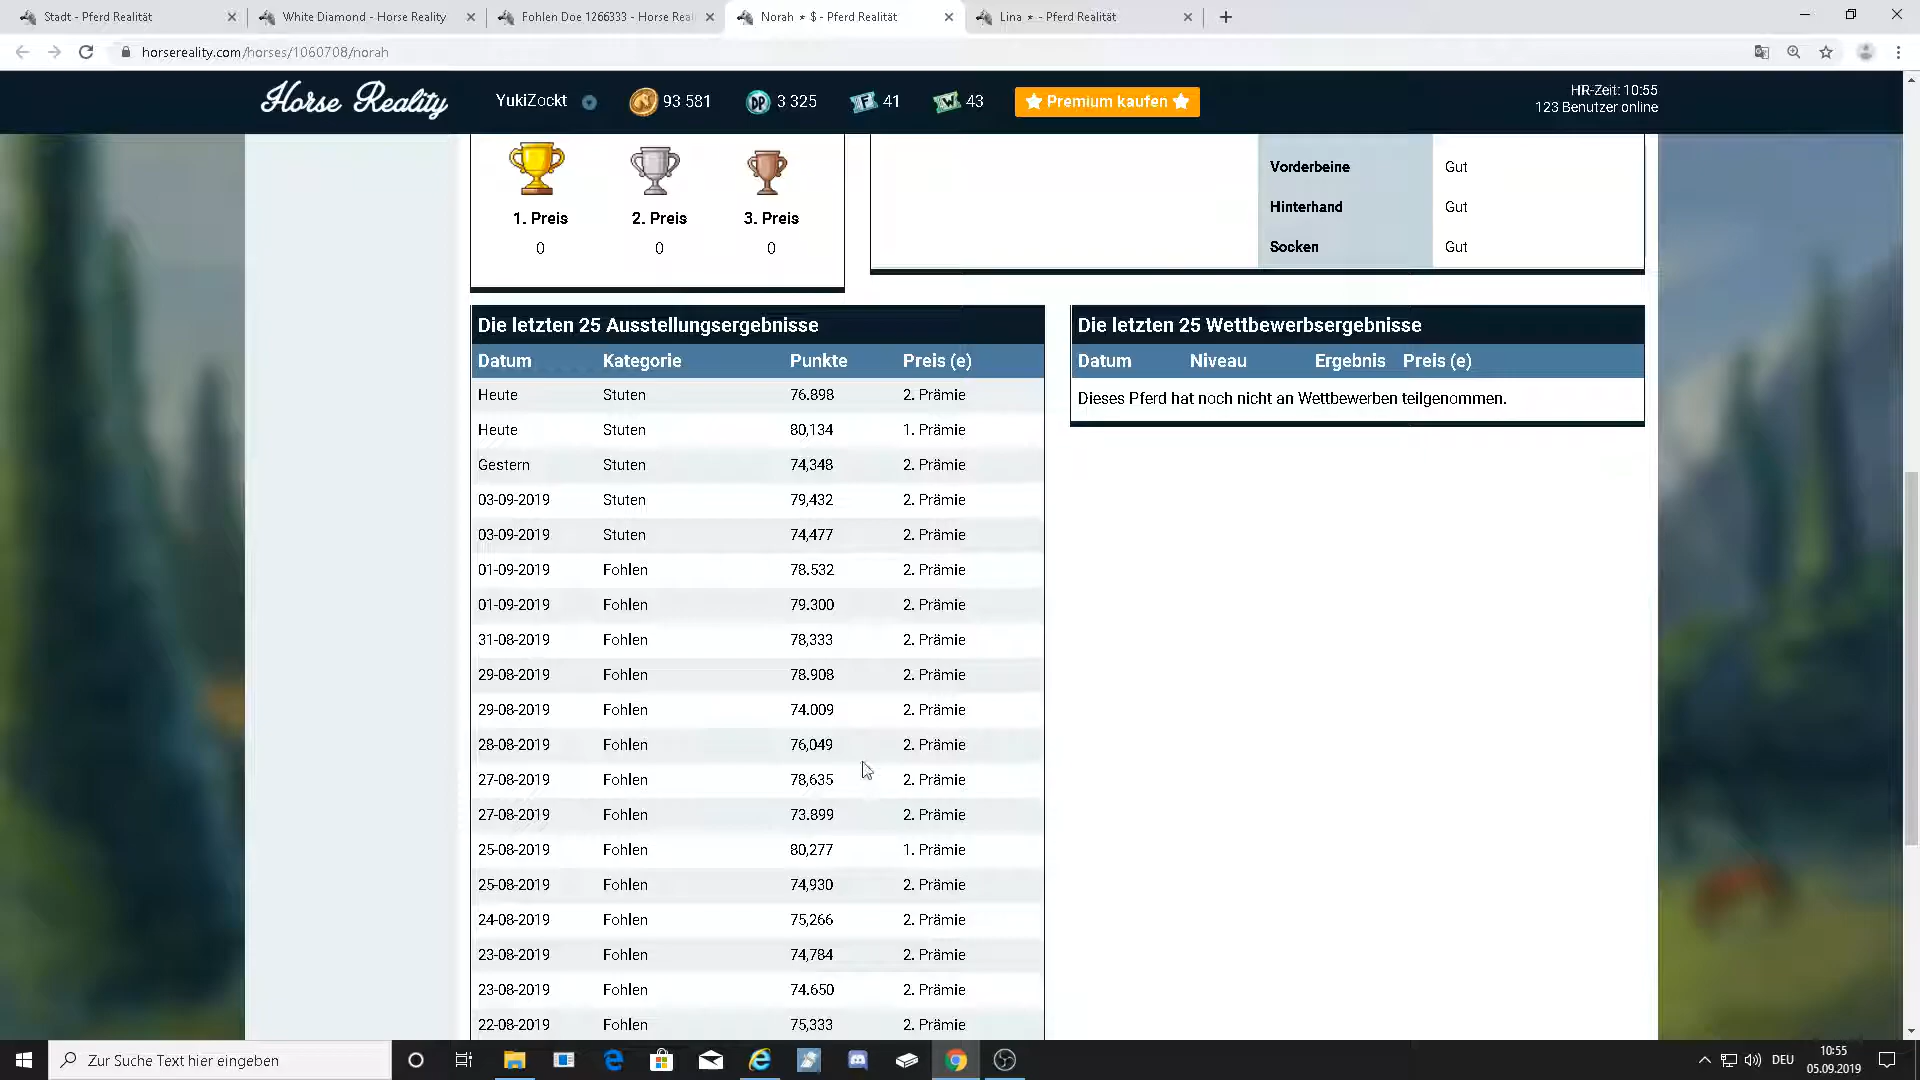 Stadt - Pferd Realität
White Diamond - Horse Reality
Fohlen Doe 1266333 - Horse Real
Norah ⋆ $ - Pferd Realität
Lina ⋆ - Pferd Realität
horsereality.com/horses/1060708/norah
Horse Reality
YukiZockt
93 581
DP
3 325
F
41
W
43
Premium kaufen
HR-Zeit: 10:55
123 Benutzer online
1. Preis
2. Preis
3. Preis
0
0
0
Vorderbeine
Gut
Hinterhand
Gut
Socken
Gut
Die letzten 25 Ausstellungsergebnisse
Datum Kategorie Punkte Preis (e)
Heute Stuten 76.898 2. Prämie
Heute Stuten 80,134 1. Prämie
Gestern Stuten 74,348 2. Prämie
03-09-2019 Stuten 79,432 2. Prämie
03-09-2019 Stuten 74,477 2. Prämie
01-09-2019 Fohlen 78.532 2. Prämie
01-09-2019 Fohlen 79.300 2. Prämie
31-08-2019 Fohlen 78,333 2. Prämie
29-08-2019 Fohlen 78.908 2. Prämie
29-08-2019 Fohlen 74.009 2. Prämie
28-08-2019 Fohlen 76,049 2. Prämie
27-08-2019 Fohlen 78,635 2. Prämie
27-08-2019 Fohlen 73.899 2. Prämie
25-08-2019 Fohlen 80,277 1. Prämie
25-08-2019 Fohlen 74,930 2. Prämie
24-08-2019 Fohlen 75,266 2. Prämie
23-08-2019 Fohlen 74,784 2. Prämie
23-08-2019 Fohlen 74.650 2. Prämie
22-08-2019 Fohlen 75,333 2. Prämie
Die letzten 25 Wettbewerbsergebnisse
Datum Niveau Ergebnis Preis (e)
Dieses Pferd hat noch nicht an Wettbewerben teilgenommen.
Zur Suche Text hier eingeben
DEU
10:55
05.09.2019